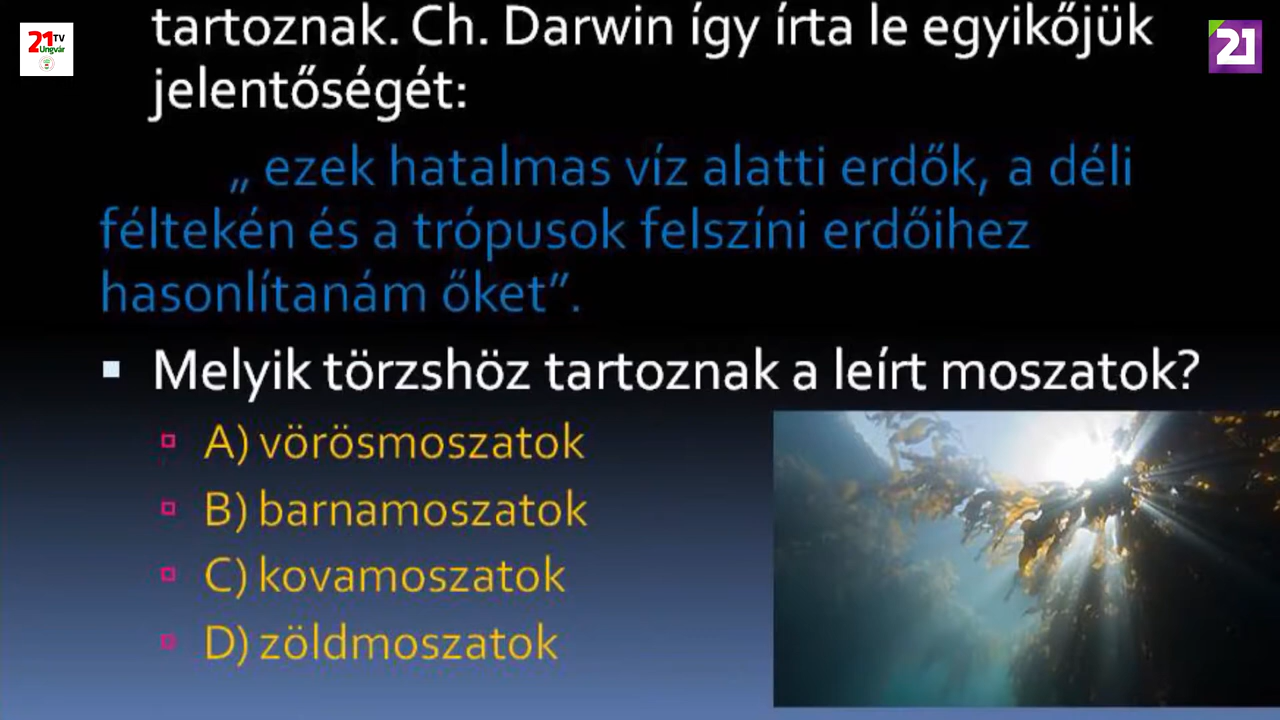 21 TV
Ungvár
21
tartoznak. Ch. Darwin így írta le egyikőjük
jelentőségét:
„ ezek hatalmas víz alatti erdők, a déli
féltekén és a trópusok felszíni erdőihez
hasonlítanám őket”.
Melyik törzshöz tartoznak a leírt moszatok?
A) vörösmoszatok
B) barnamoszatok
C) kovamoszatok
D) zöldmoszatok